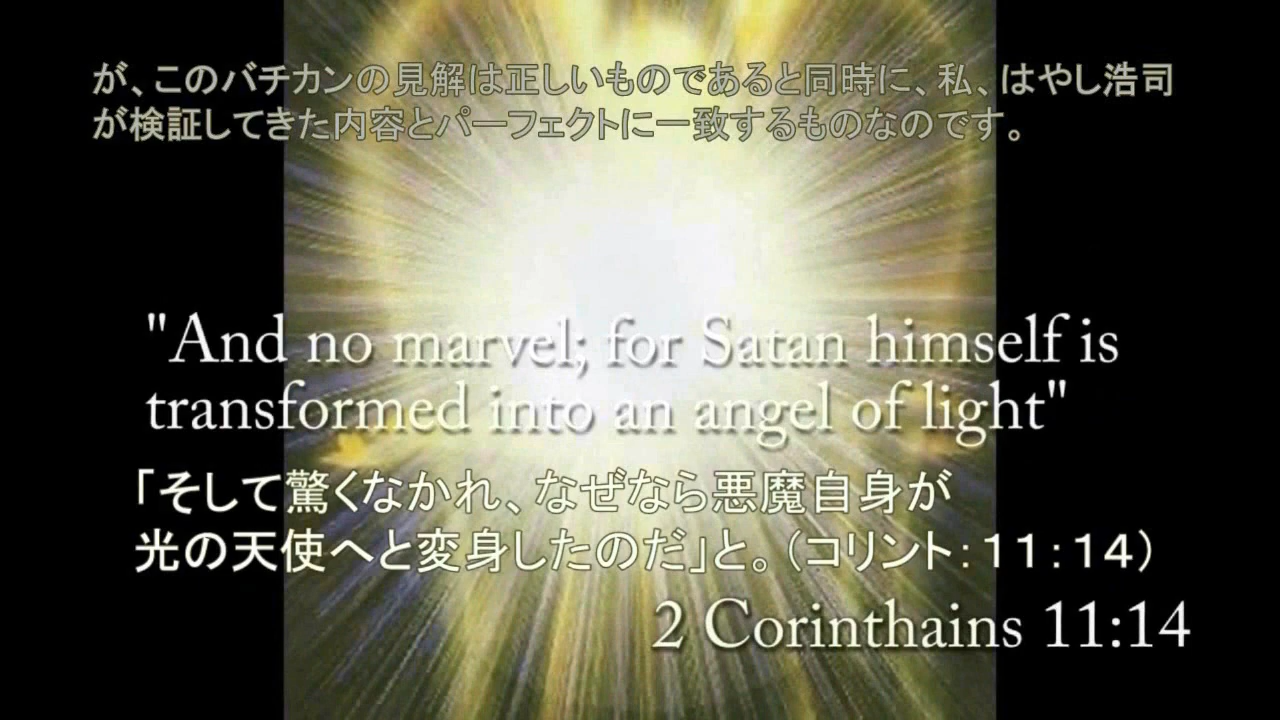 が、このバチカンの見解は正しいものであると同時に、私、はやし浩司
が検証してきた内容とパーフェクトに一致するものなのです。
"And no marvel; for Satan himself is
transformed into an angel of light"
「そして驚くなかれ、なぜなら悪魔自身が
光の天使へと変身したのだ」と。（コリント：１１：１４）
2 Corinthains 11:14